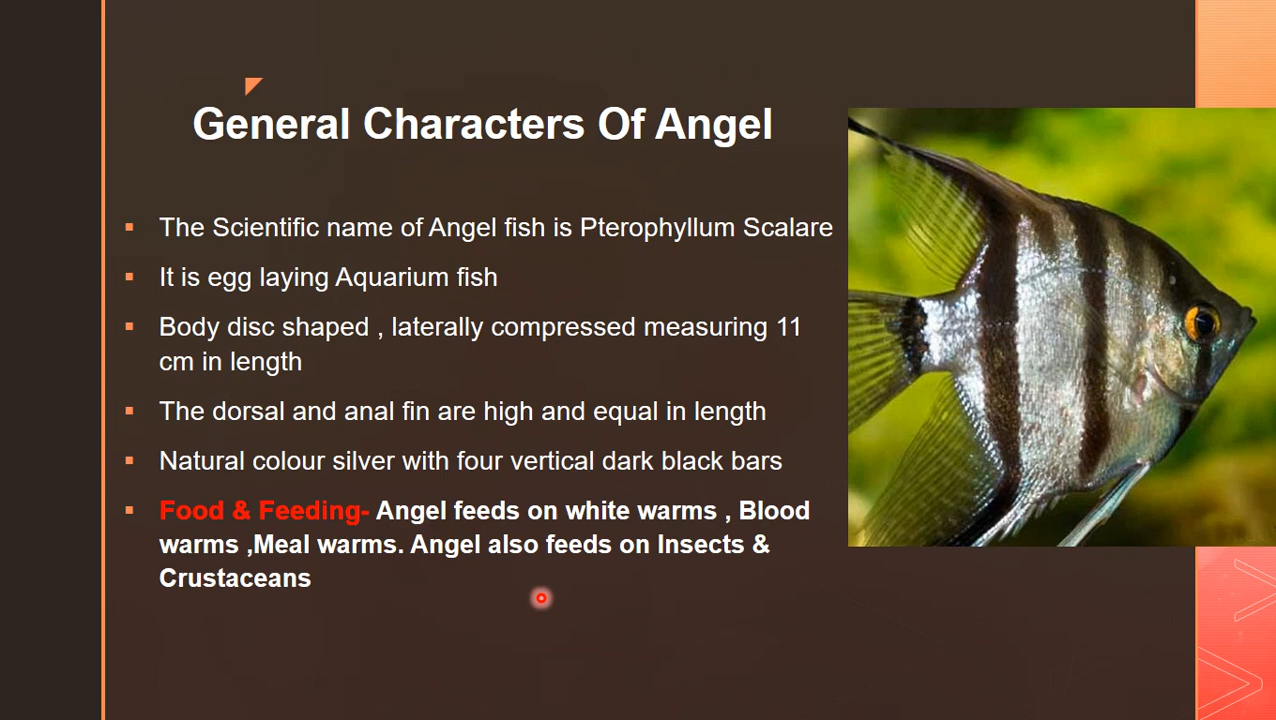 General Characters Of Angel
The Scientific name of Angel fish is Pterophyllum Scalare
It is egg laying Aquarium fish
Body disc shaped , laterally compressed measuring 11
cm in length
The dorsal and anal fin are high and equal in length
Natural colour silver with four vertical dark black bars
Food & Feeding- Angel feeds on white warms , Blood
warms ,Meal warms. Angel also feeds on Insects &
Crustaceans